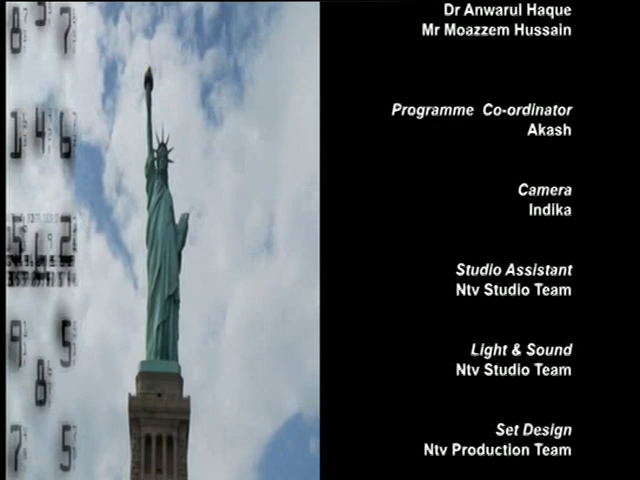 Dr Anwarul Haque
Mr Moazzem Hussain
Programme Co-ordinator
Akash
Camera
Indika
Studio Assistant
Ntv Studio Team
Light & Sound
Ntv Studio Team
Set Design
Ntv Production Team